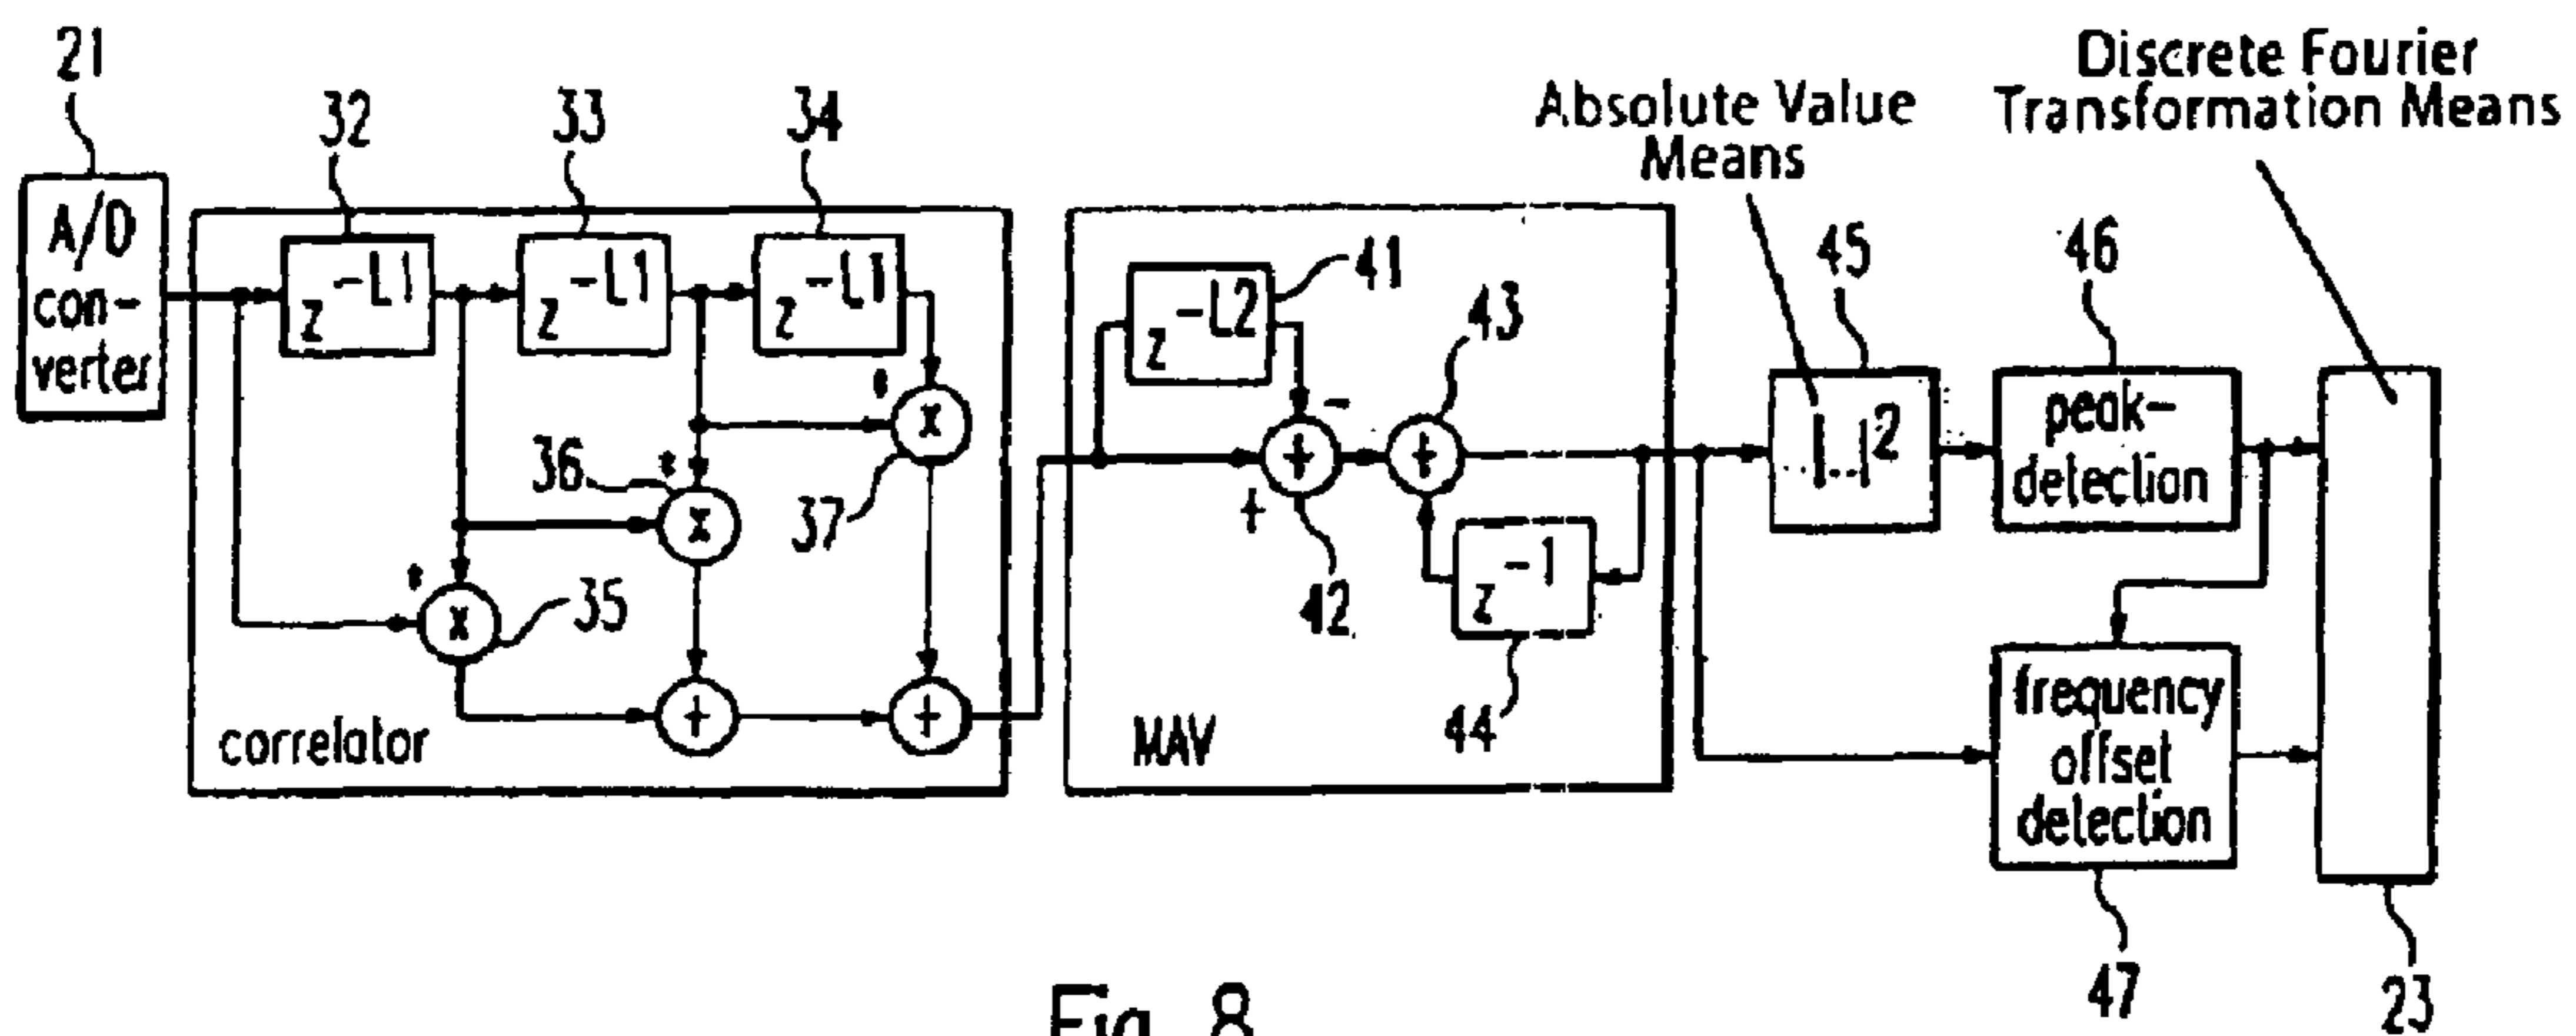 21
A/D
con-
verter
32
33
34
z^-L1
z^-L1
z^-L1
*
*
*
x
x
x
35
36
37
+
+
correlator
z^-L2
41
-
+
+
+
42
43
z^-1
44
MAV
Absolute Value
Means
45
|..|^2
46
peak-
detection
Discrete Fourier
Transformation Means
frequency
offset
detection
47
23
Fig. 8